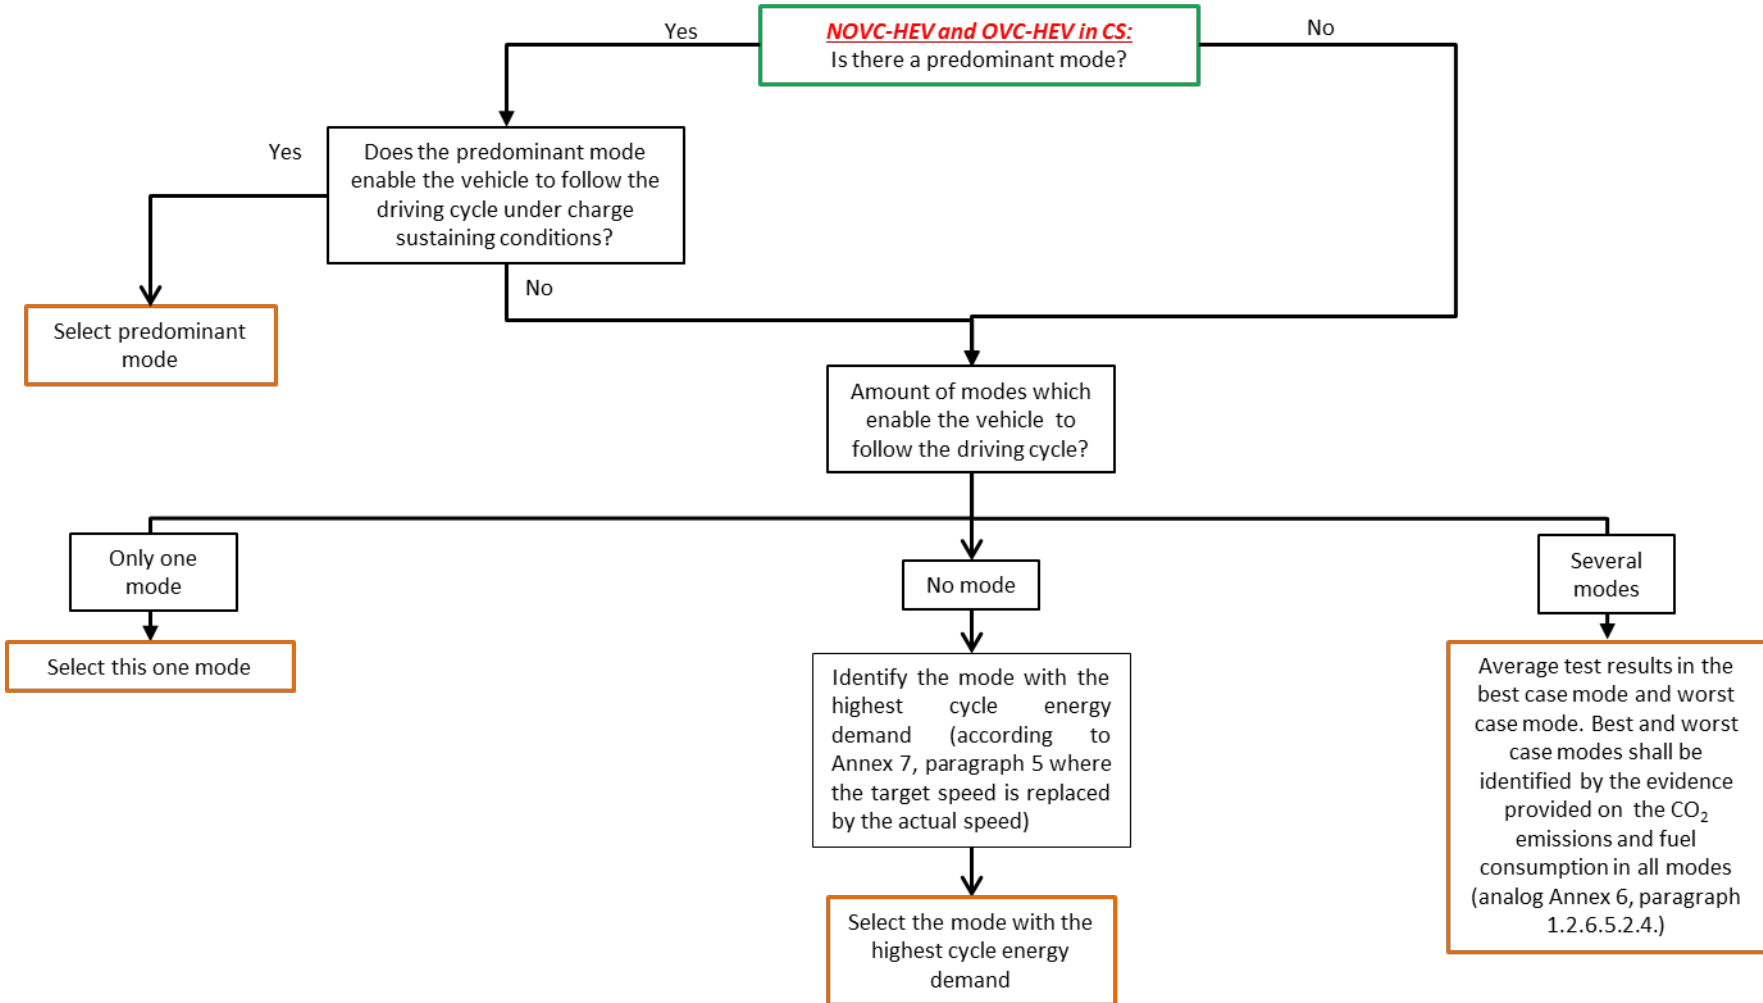 NOVC-HEV and OVC-HEV in CS:
Is there a predominant mode?
Yes
No
Yes
Does the predominant mode
enable the vehicle to follow the
driving cycle under charge
sustaining conditions?
No
Select predominant
mode
Amount of modes which
enable the vehicle to
follow the driving cycle?
Only one
mode
No mode
Several
modes
Select this one mode
Identify the mode with the
highest cycle energy
demand (according to
Annex 7, paragraph 5 where
the target speed is replaced
by the actual speed)
Average test results in the
best case mode and worst
case mode. Best and worst
case modes shall be
identified by the evidence
provided on the CO₂
emissions and fuel
consumption in all modes
(analog Annex 6, paragraph
1.2.6.5.2.4.)
Select the mode with the
highest cycle energy
demand